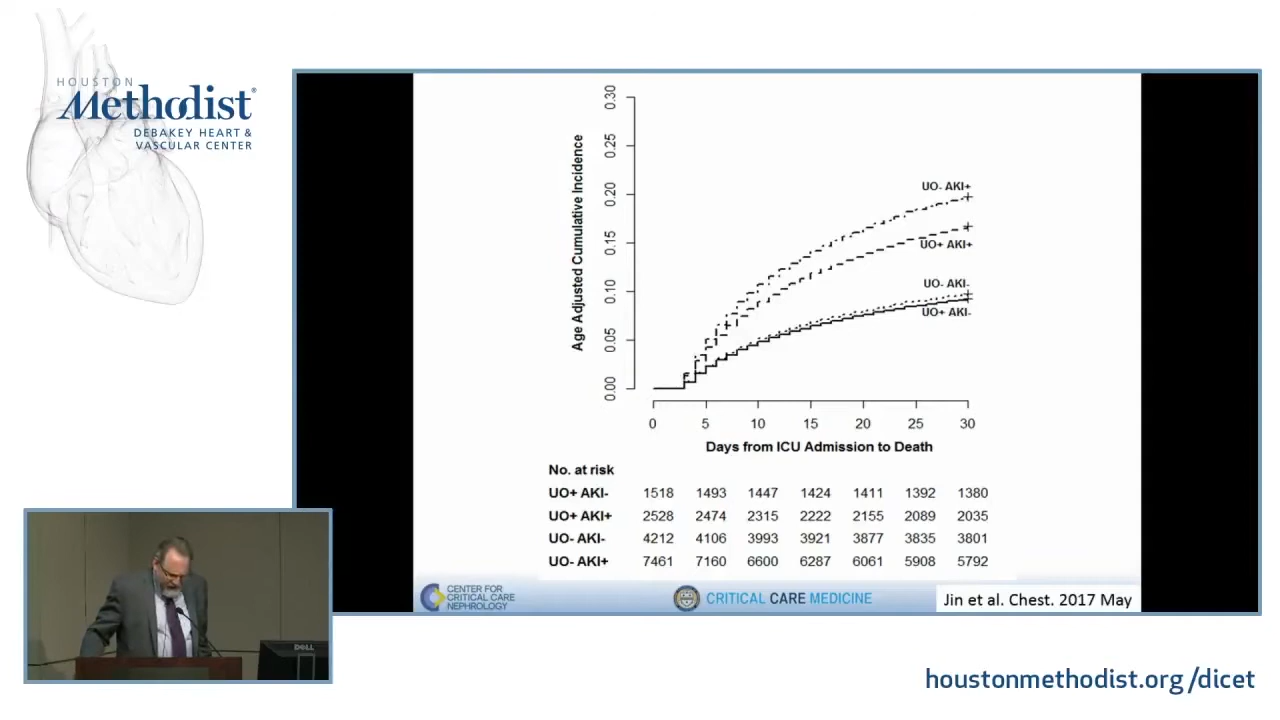 HOUSTON
Methodist®
DEBAKEY HEART &
VASCULAR CENTER
Age Adjusted Cumulative Incidence
0.30
0.25
0.20
0.15
0.10
0.05
0.00
UO- AKI+
UO+ AKI+
UO- AKI-
UO+ AKI-
0 5 10 15 20 25 30
Days from ICU Admission to Death
No. at risk
UO+ AKI- 1518 1493 1447 1424 1411 1392 1380
UO+ AKI+ 2528 2474 2315 2222 2155 2089 2035
UO- AKI- 4212 4106 3993 3921 3877 3835 3801
UO- AKI+ 7461 7160 6600 6287 6061 5908 5792
CENTER FOR
CRITICAL CARE
NEPHROLOGY
CRITICAL CARE MEDICINE
Jin et al. Chest. 2017 May
DELL
houstonmethodist.org/dicet